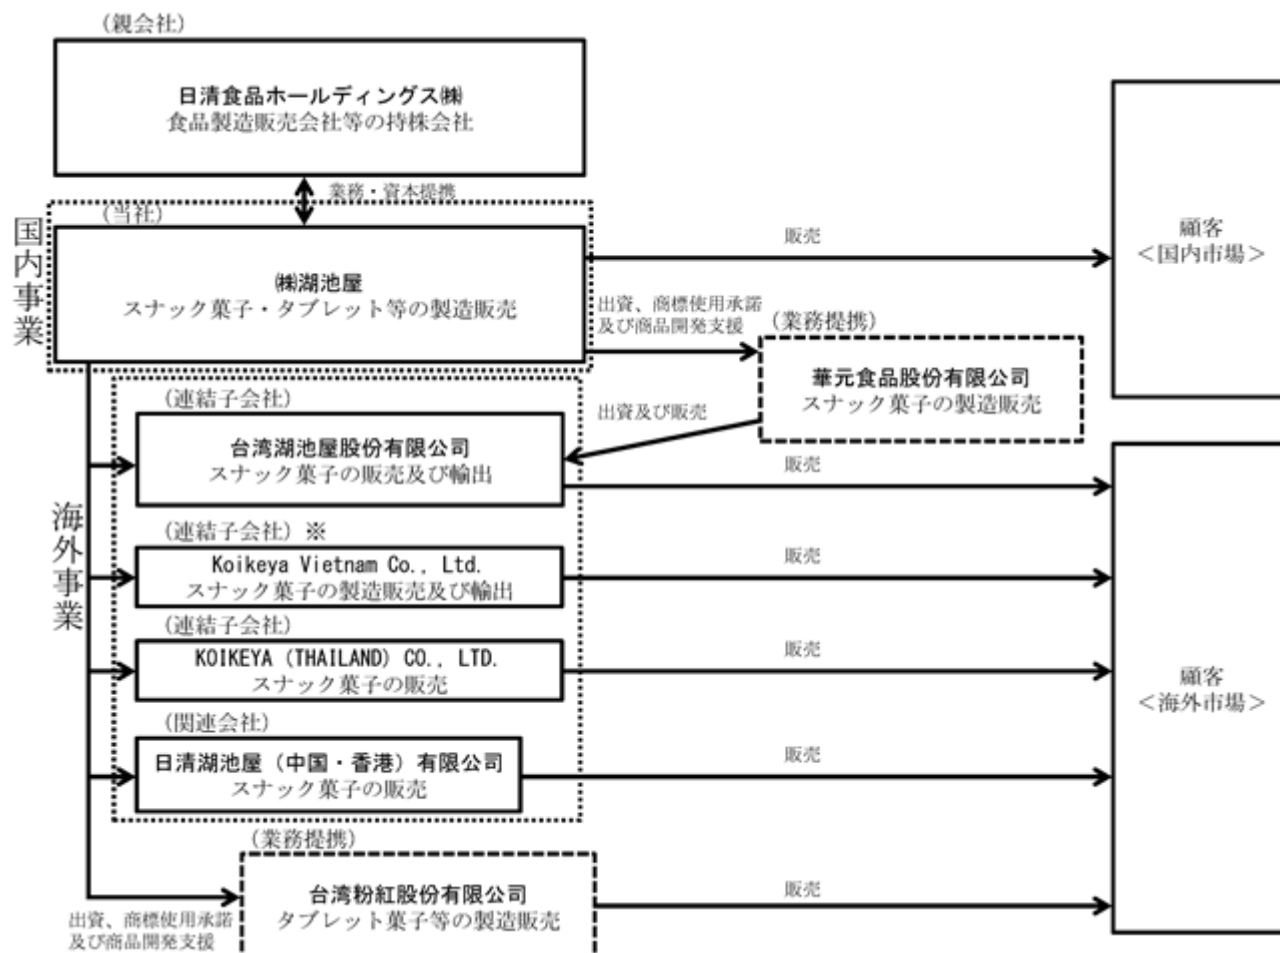 (親会社)
日清食品ホールディングス㈱
食品製造販売会社等の持株会社
業務・資本提携
国内事業
(当社)
㈱湖池屋
スナック菓子・タブレット等の製造販売
販売
顧客
<国内市場>
出資、商標使用承諾
及び商品開発支援
(業務提携)
華元食品股份有限公司
スナック菓子の製造販売
出資及び販売
海外事業
(連結子会社)
台湾湖池屋股份有限公司
スナック菓子の販売及び輸出
販売
(連結子会社) ※
Koikeya Vietnam Co., Ltd.
スナック菓子の製造販売及び輸出
販売
(連結子会社)
KOIKEYA (THAILAND) CO., LTD.
スナック菓子の販売
販売
顧客
<海外市場>
(関連会社)
日清湖池屋(中国・香港)有限公司
スナック菓子の販売
販売
(業務提携)
台湾粉紅股份有限公司
タブレット菓子等の製造販売
販売
出資、商標使用承諾
及び商品開発支援